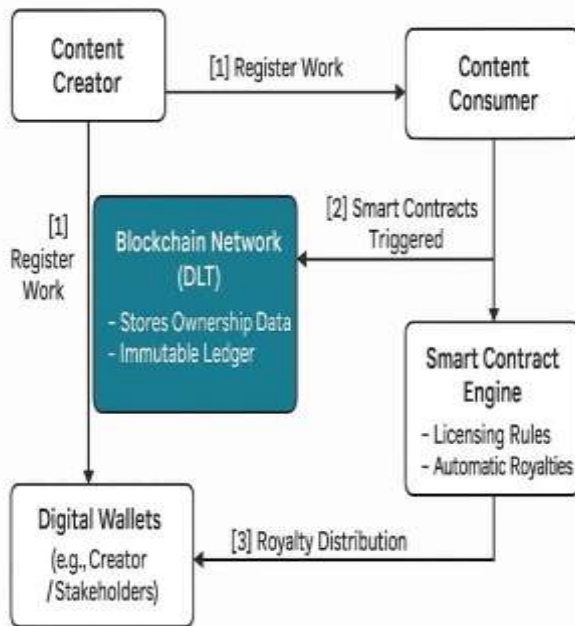 Content
Creator
[1] Register Work
Content
Consumer
[1]
Register
Work
[2] Smart Contracts
Triggered
Blockchain Network
(DLT)
- Stores Ownership Data
- Immutable Ledger
Smart Contract
Engine
- Licensing Rules
- Automatic Royalties
Digital Wallets
(e.g., Creator
/Stakeholders)
[3] Royalty Distribution